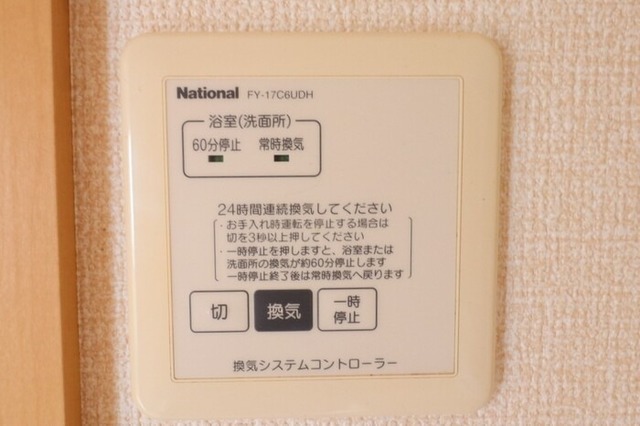 National FY-17C6UDH
浴室(洗面所)
60分停止 常時換気
24時間連続換気してください
・お手入れ時運転を停止する場合は
切を3秒以上押してください
・一時停止を押しますと、浴室または
洗面所の換気が約60分停止します
一時停止終了後は常時換気へ戻ります
切 換気 一時
停止
換気システムコントローラー